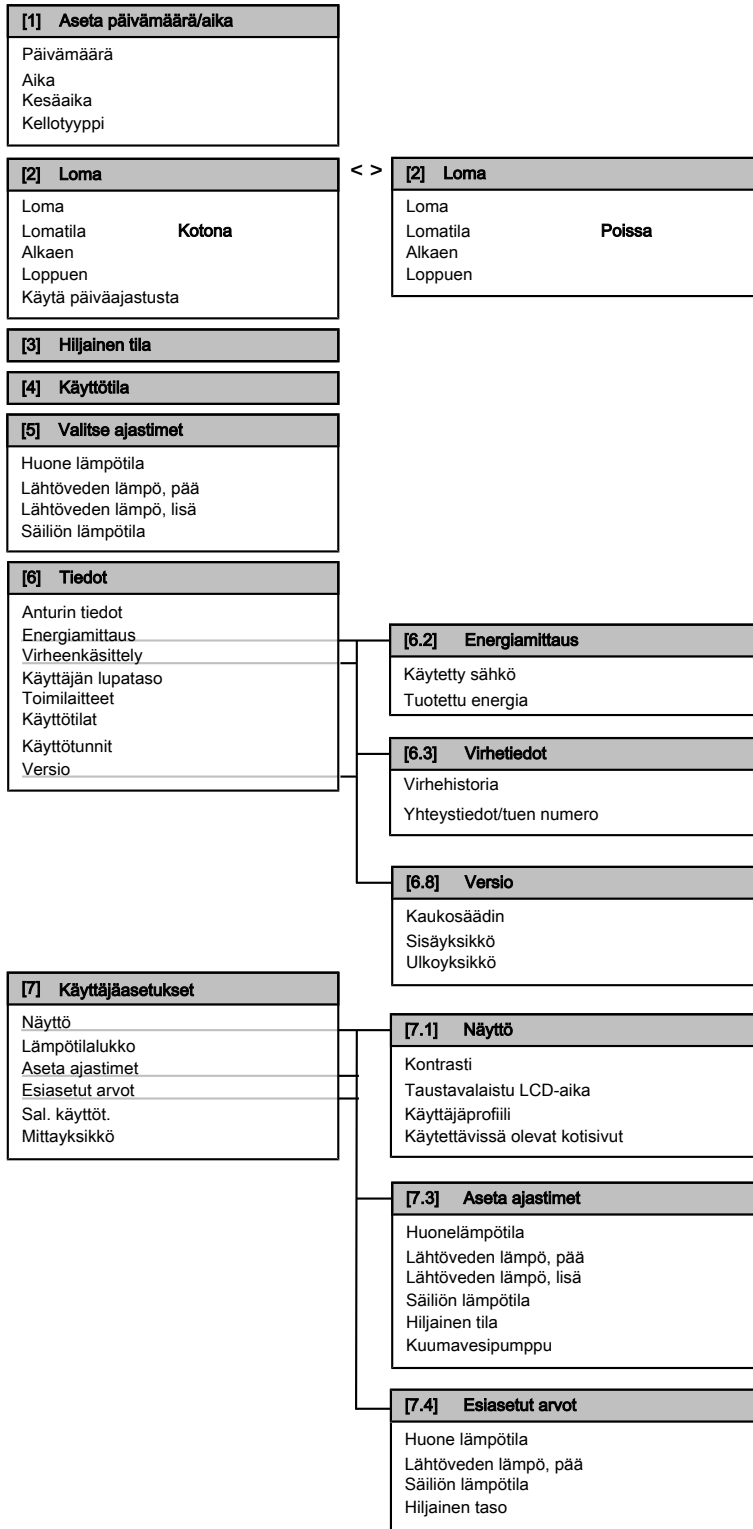 [1] Aseta päivämäärä/aika
Päivämäärä
Aika
Kesäaika
Kellotyyppi
[2] Loma
Loma
Lomatila Kotona
Alkaen
Loppuen
Käytä päiväajastusta
< >
[2] Loma
Loma
Lomatila Poissa
Alkaen
Loppuen
[3] Hiljainen tila
[4] Käyttötila
[5] Valitse ajastimet
Huone lämpötila
Lähtöveden lämpö, pää
Lähtöveden lämpö, lisä
Säiliön lämpötila
[6] Tiedot
Anturin tiedot
Energiamittaus
Virheenkäsittely
Käyttäjän lupataso
Toimilaitteet
Käyttötilat
Käyttötunnit
Versio
[6.2] Energiamittaus
Käytetty sähkö
Tuotettu energia
[6.3] Virhetiedot
Virhehistoria
Yhteystiedot/tuen numero
[6.8] Versio
Kaukosäädin
Sisäyksikkö
Ulkoyksikkö
[7] Käyttäjäasetukset
Näyttö
Lämpötilalukko
Aseta ajastimet
Esiasetut arvot
Sal. käyttöt.
Mittayksikkö
[7.1] Näyttö
Kontrasti
Taustavalaistu LCD-aika
Käyttäjäprofiili
Käytettävissä olevat kotisivut
[7.3] Aseta ajastimet
Huonelämpötila
Lähtöveden lämpö, pää
Lähtöveden lämpö, lisä
Säiliön lämpötila
Hiljainen tila
Kuumavesipumppu
[7.4] Esiasetut arvot
Huone lämpötila
Lähtöveden lämpö, pää
Säiliön lämpötila
Hiljainen taso